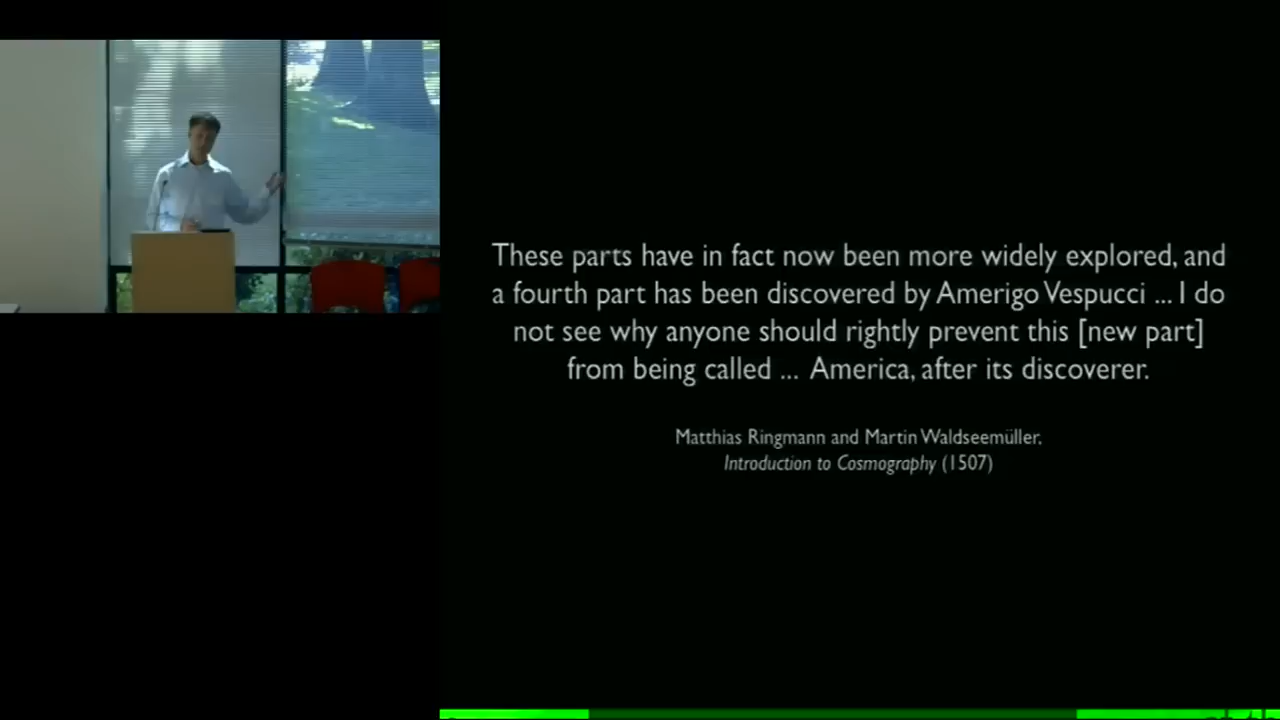 These parts have in fact now been more widely explored, and
a fourth part has been discovered by Amerigo Vespucci ... I do
not see why anyone should rightly prevent this [new part]
from being called ... America, after its discoverer.
Matthias Ringmann and Martin Waldseemüller,
Introduction to Cosmography (1507)